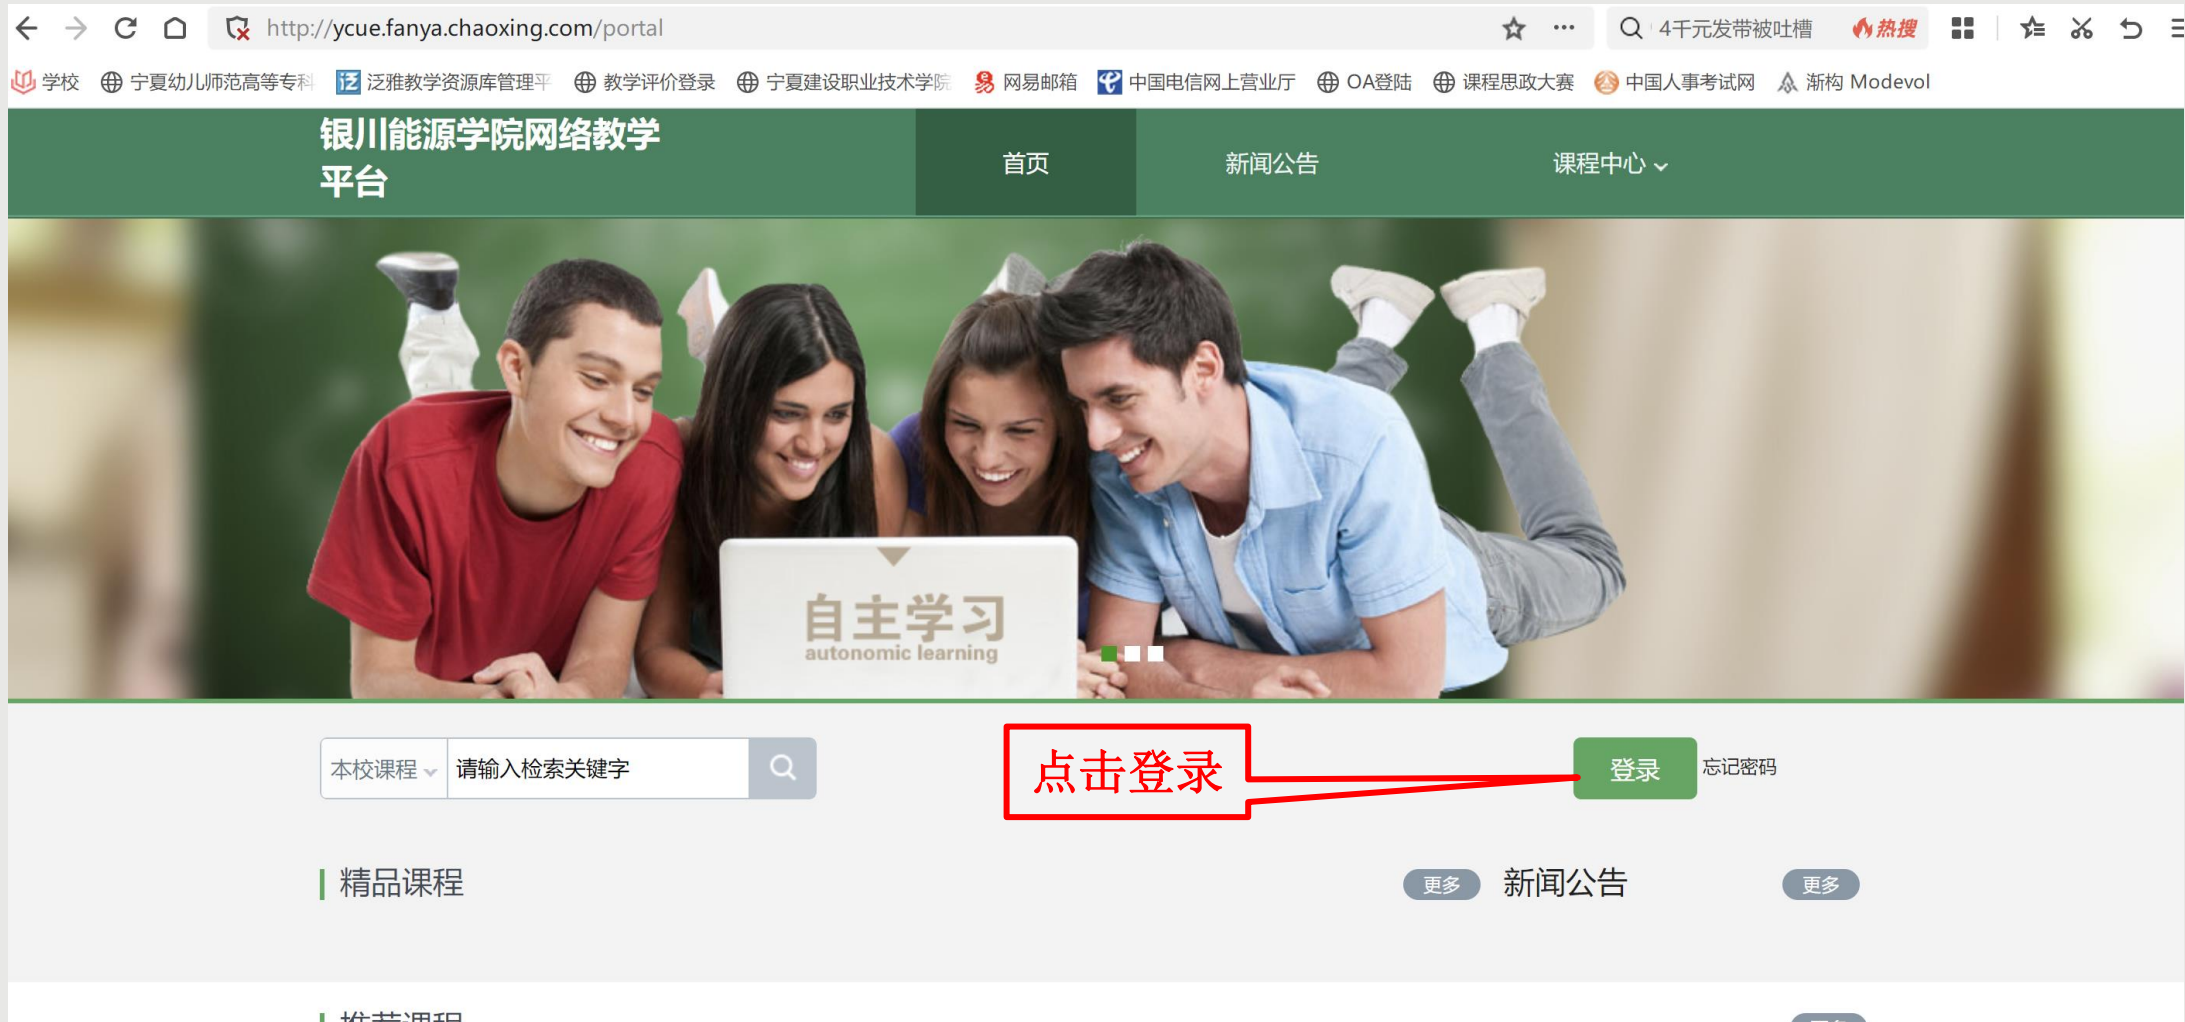 http://ycue.fanya.chaoxing.com/portal
4千元发带被吐槽
热搜
学校
宁夏幼儿师范高等专科
泛雅教学资源库管理平
教学评价登录
宁夏建设职业技术学院
网易邮箱
中国电信网上营业厅
OA登陆
课程思政大赛
中国人事考试网
渐构 Modevol
银川能源学院网络教学
平台
首页
新闻公告
课程中心
自主学习
autonomic learning
本校课程
请输入检索关键字
点击登录
登录
忘记密码
精品课程
更多
新闻公告
更多
推荐课程